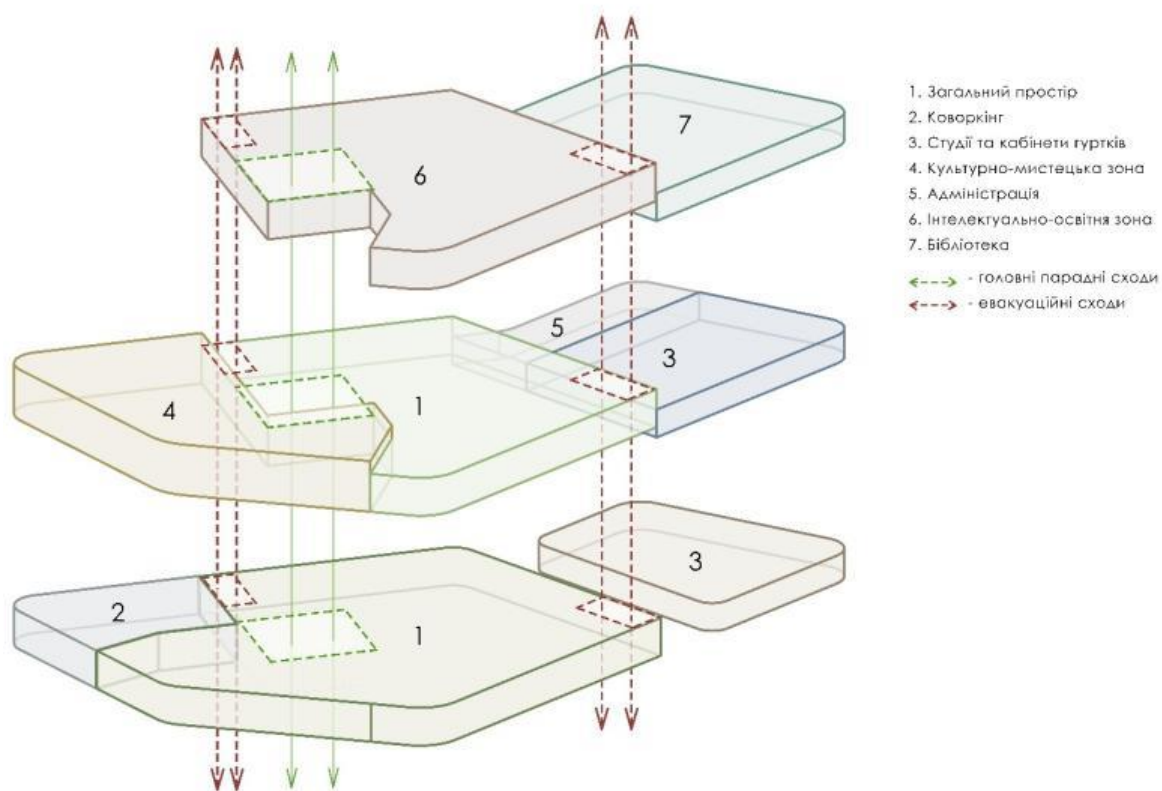 7
6
5
3
4
1
3
2
1
1. Загальний простір
2. Коворкінг
3. Студії та кабінети гуртків
4. Культурно-мистецька зона
5. Адміністрація
6. Інтелектуально-освітня зона
7. Бібліотека
- головні парадні сходи
- евакуаційні сходи